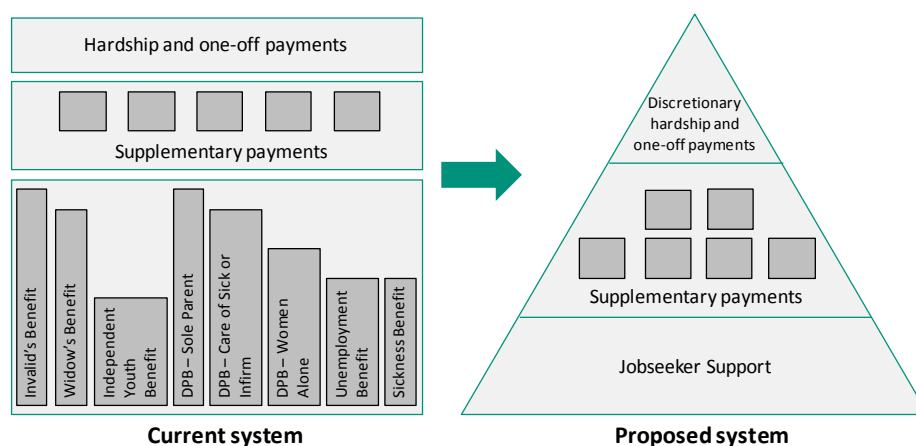 Hardship and one-off payments
Supplementary payments
Invalid's Benefit
Widow's Benefit
Independent
Youth
Benefit
DPB – Sole Parent
DPB – Care of Sick or
Infirm
DPB – Women
Alone
Unemployment
Benefit
Sickness Benefit
Current system
Discretionary
hardship and
one-off payments
Supplementary payments
Jobseeker Support
Proposed system